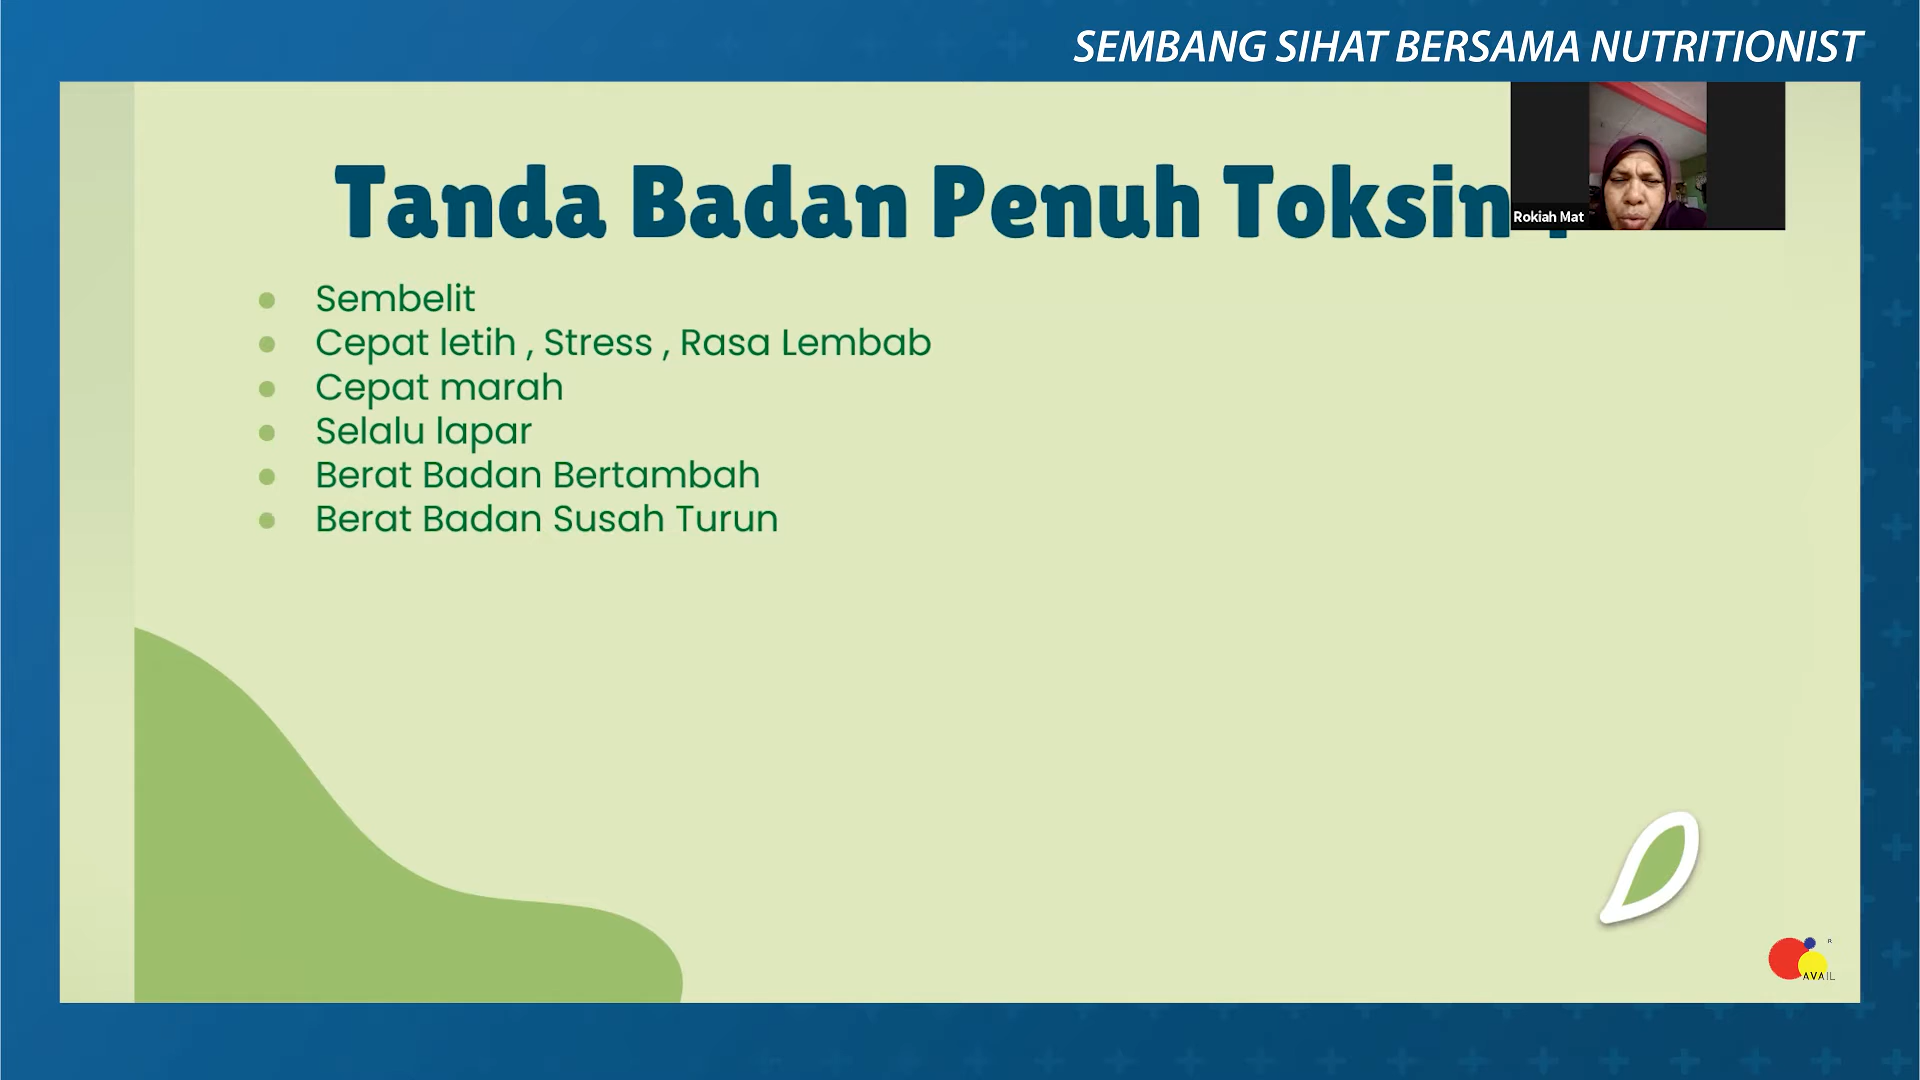 SEMBANG SIHAT BERSAMA NUTRITIONIST
Tanda Badan Penuh Toksin
Rokiah Mat
Sembelit
Cepat letih , Stress , Rasa Lembab
Cepat marah
Selalu lapar
Berat Badan Bertambah
Berat Badan Susah Turun
R
AVAIL